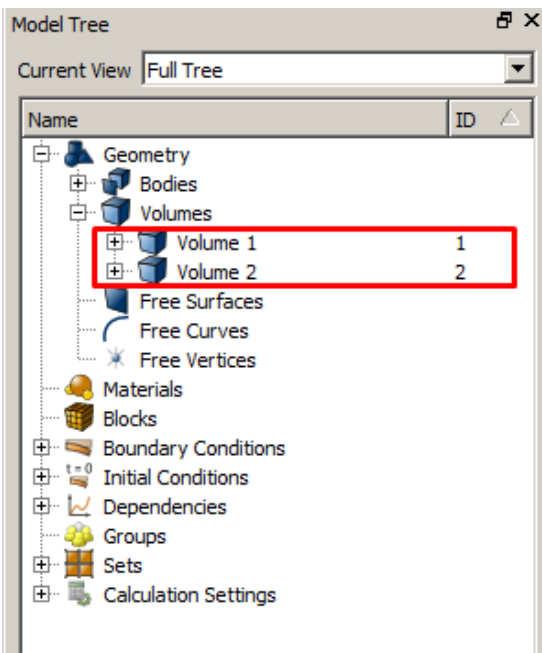 Model Tree
Current View Full Tree
Name ID
Geometry
Bodies
Volumes
Volume 1 1
Volume 2 2
Free Surfaces
Free Curves
Free Vertices
Materials
Blocks
Boundary Conditions
t=0 Initial Conditions
Dependencies
Groups
Sets
Calculation Settings